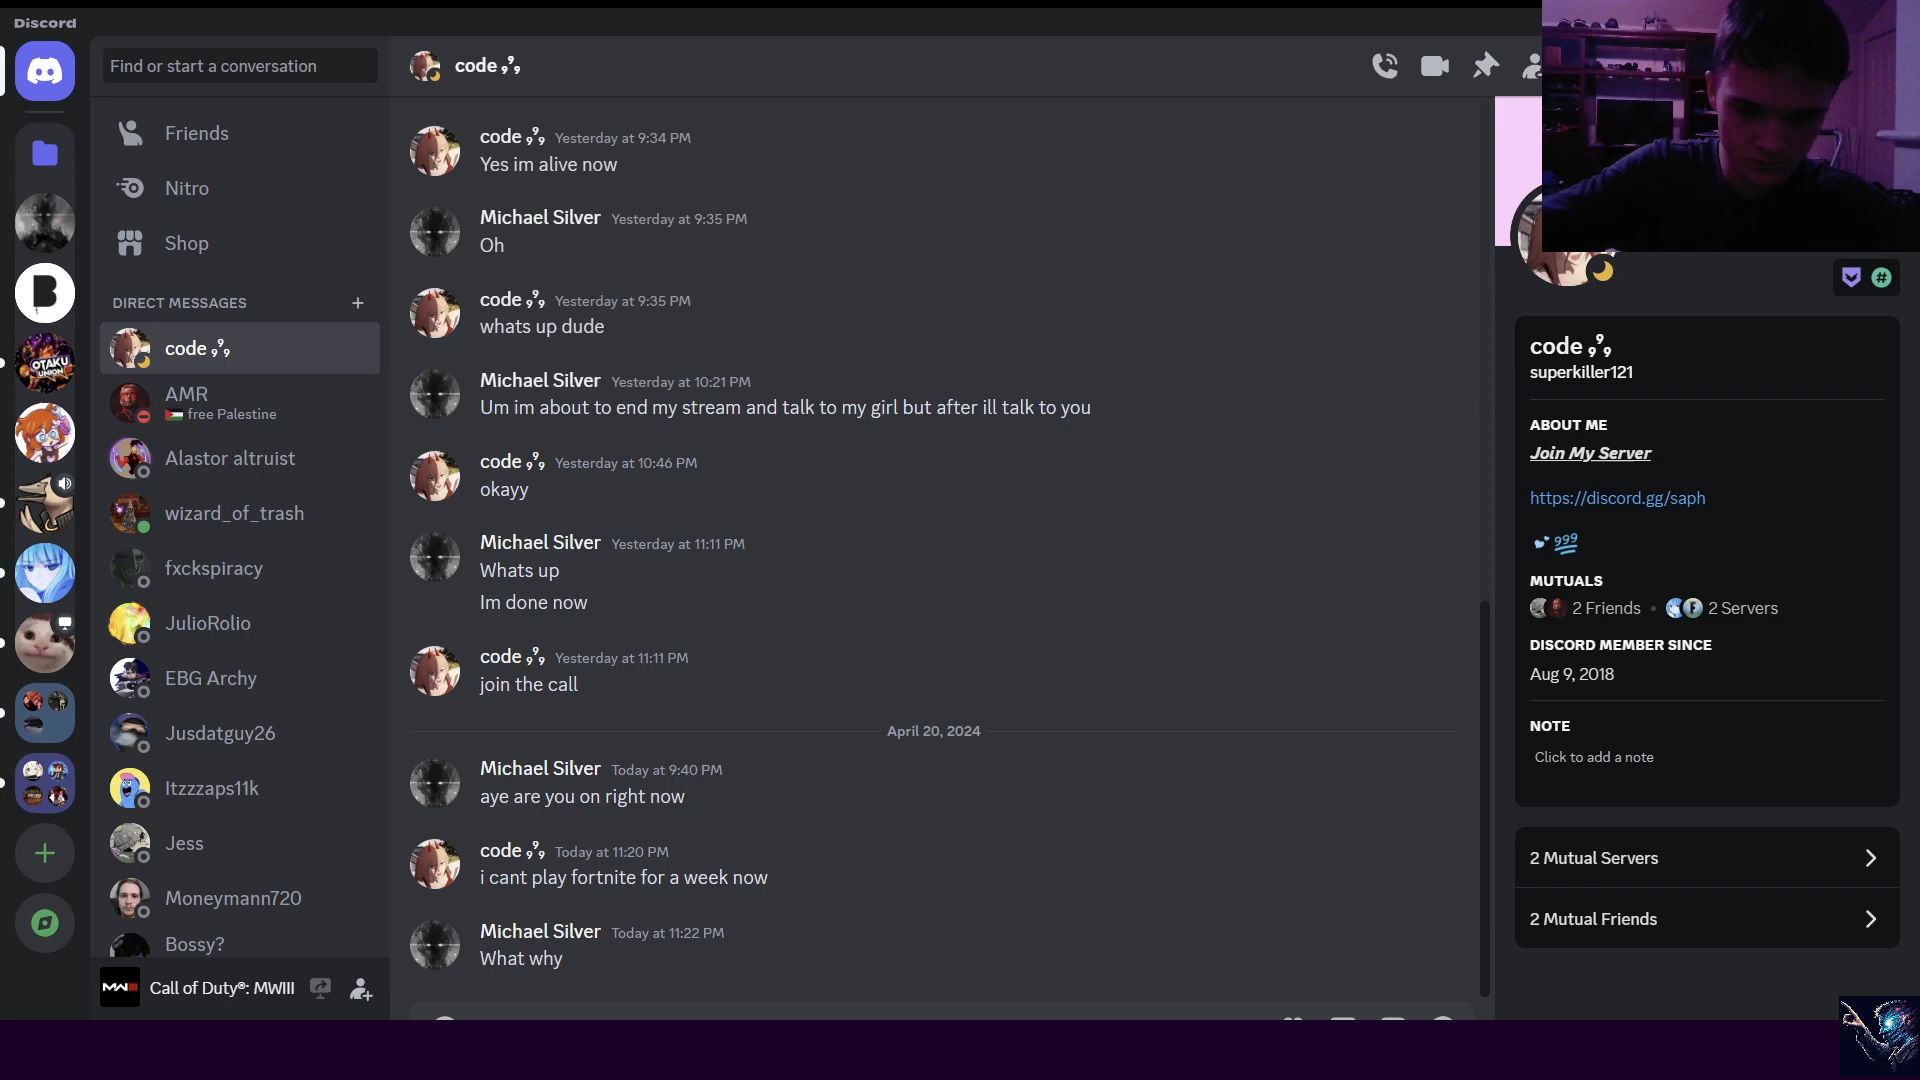 Discord
Find or start a conversation
Friends
Nitro
Shop
DIRECT MESSAGES
code
AMR
free Palestine
Alastor altruist
wizard_of_trash
fxckspiracy
JulioRolio
EBG Archy
Jusdatguy26
Itzzzaps11k
Jess
Moneymann720
Bossy?
Call of Duty®: MWIII
B
OTAKU
UNION
code
code Yesterday at 9:34 PM
Yes im alive now
Michael Silver Yesterday at 9:35 PM
Oh
code Yesterday at 9:35 PM
whats up dude
Michael Silver Yesterday at 10:21 PM
Um im about to end my stream and talk to my girl but after ill talk to you
code Yesterday at 10:46 PM
okayy
Michael Silver Yesterday at 11:11 PM
Whats up
Im done now
code Yesterday at 11:11 PM
join the call
April 20, 2024
Michael Silver Today at 9:40 PM
aye are you on right now
code Today at 11:20 PM
i cant play fortnite for a week now
Michael Silver Today at 11:22 PM
What why
code
superkiller121
ABOUT ME
Join My Server
https://discord.gg/saph
999
MUTUALS
2 Friends • 2 Servers
DISCORD MEMBER SINCE
Aug 9, 2018
NOTE
Click to add a note
2 Mutual Servers
2 Mutual Friends